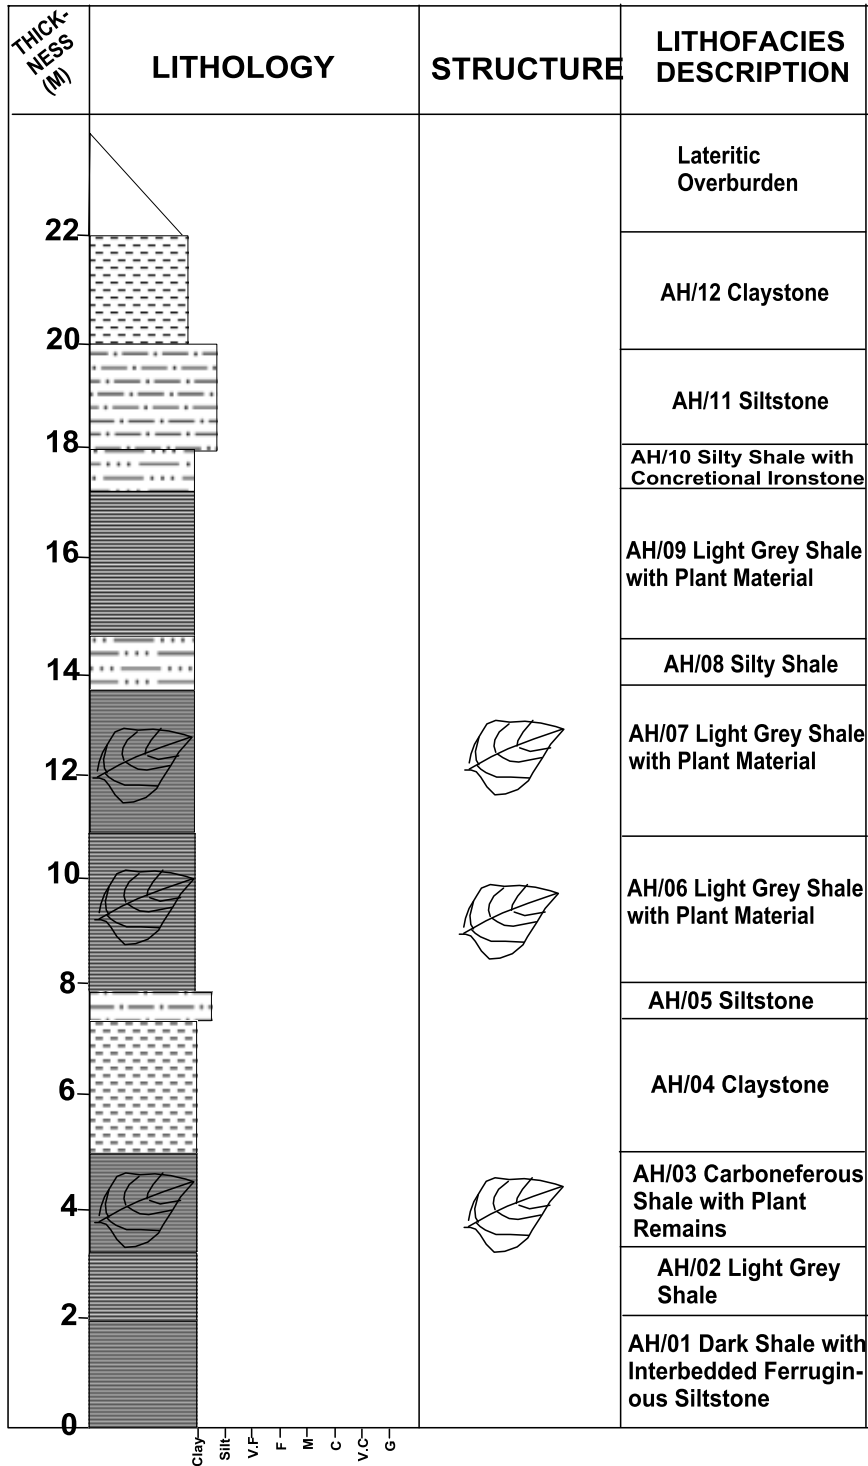 THICK-
NESS
(M)
LITHOLOGY
STRUCTURE
LITHOFACIES
DESCRIPTION
Lateritic
Overburden
22
AH/12 Claystone
20
AH/11 Siltstone
18
AH/10 Silty Shale with
Concretional Ironstone
16
AH/09 Light Grey Shale
with Plant Material
14
AH/08 Silty Shale
AH/07 Light Grey Shale
with Plant Material
12
10
AH/06 Light Grey Shale
with Plant Material
8
AH/05 Siltstone
6
AH/04 Claystone
AH/03 Carboneferous
Shale with Plant
Remains
4
AH/02 Light Grey
Shale
2
AH/01 Dark Shale with
Interbedded Ferrugin-
ous Siltstone
0
Clay
Silt
V.F
F
M
C
V.C
G